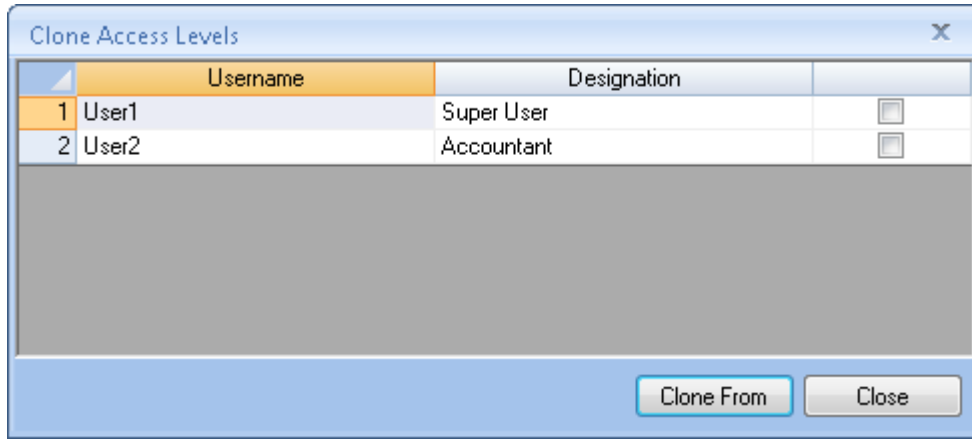 Clone Access Levels
Username Designation
1 User1 Super User
2 User2 Accountant
Clone From Close